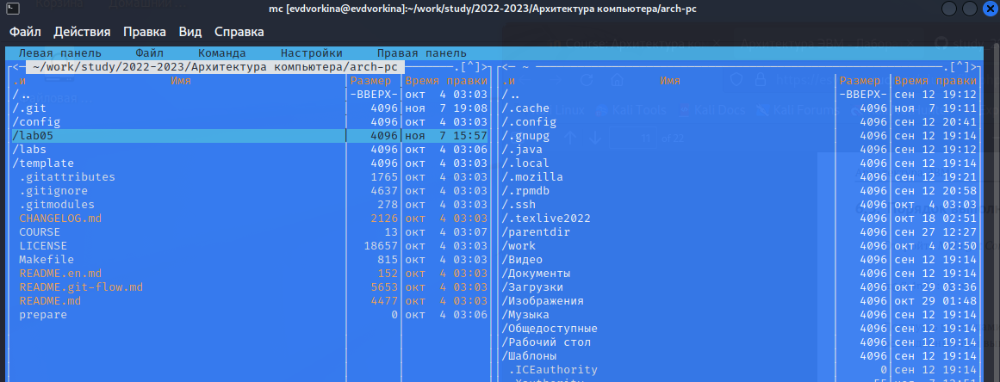 mc [evdvorkina@evdvorkina]:~/work/study/2022-2023/Архитектура компьютера/arch-pc
Файл Действия Правка Вид Справка
Левая панель Файл Команда Настройки Правая панель
<— ~/work/study/2022-2023/Архитектура компьютера/arch-pc .[^]>
.и Имя Размер Время правки
/.. -ВВЕРХ- окт 4 03:03
/.git 4096 ноя 7 19:08
/config 4096 окт 4 03:03
/lab05 4096 ноя 7 15:57
/labs 4096 окт 4 03:06
/template 4096 окт 4 03:03
.gitattributes 1765 окт 4 03:03
.gitignore 4637 окт 4 03:03
.gitmodules 278 окт 4 03:03
CHANGELOG.md 2126 окт 4 03:03
COURSE 13 окт 4 03:07
LICENSE 18657 окт 4 03:03
Makefile 815 окт 4 03:03
README.en.md 152 окт 4 03:03
README.git-flow.md 5653 окт 4 03:03
README.md 4477 окт 4 03:03
prepare 0 окт 4 03:06
<— ~ .[^]>
.и Имя Размер Время правки
/.. -ВВЕРХ- сен 12 19:12
/.cache 4096 ноя 7 19:11
/.config 4096 сен 12 20:41
/.gnupg 4096 сен 12 19:14
/.java 4096 сен 12 19:12
/.local 4096 сен 12 19:14
/.mozilla 4096 сен 12 19:21
/.rpmdb 4096 сен 12 20:58
/.ssh 4096 окт 4 03:03
/.texlive2022 4096 окт 18 02:51
/parentdir 4096 сен 27 12:27
/work 4096 окт 4 02:50
/Видео 4096 сен 12 19:14
/Документы 4096 сен 12 19:14
/Загрузки 4096 окт 29 03:36
/Изображения 4096 окт 29 01:48
/Музыка 4096 сен 12 19:14
/Общедоступные 4096 сен 12 19:14
/Рабочий стол 4096 сен 12 19:14
/Шаблоны 4096 сен 12 19:14
.ICEauthority 0 сен 12 19:14